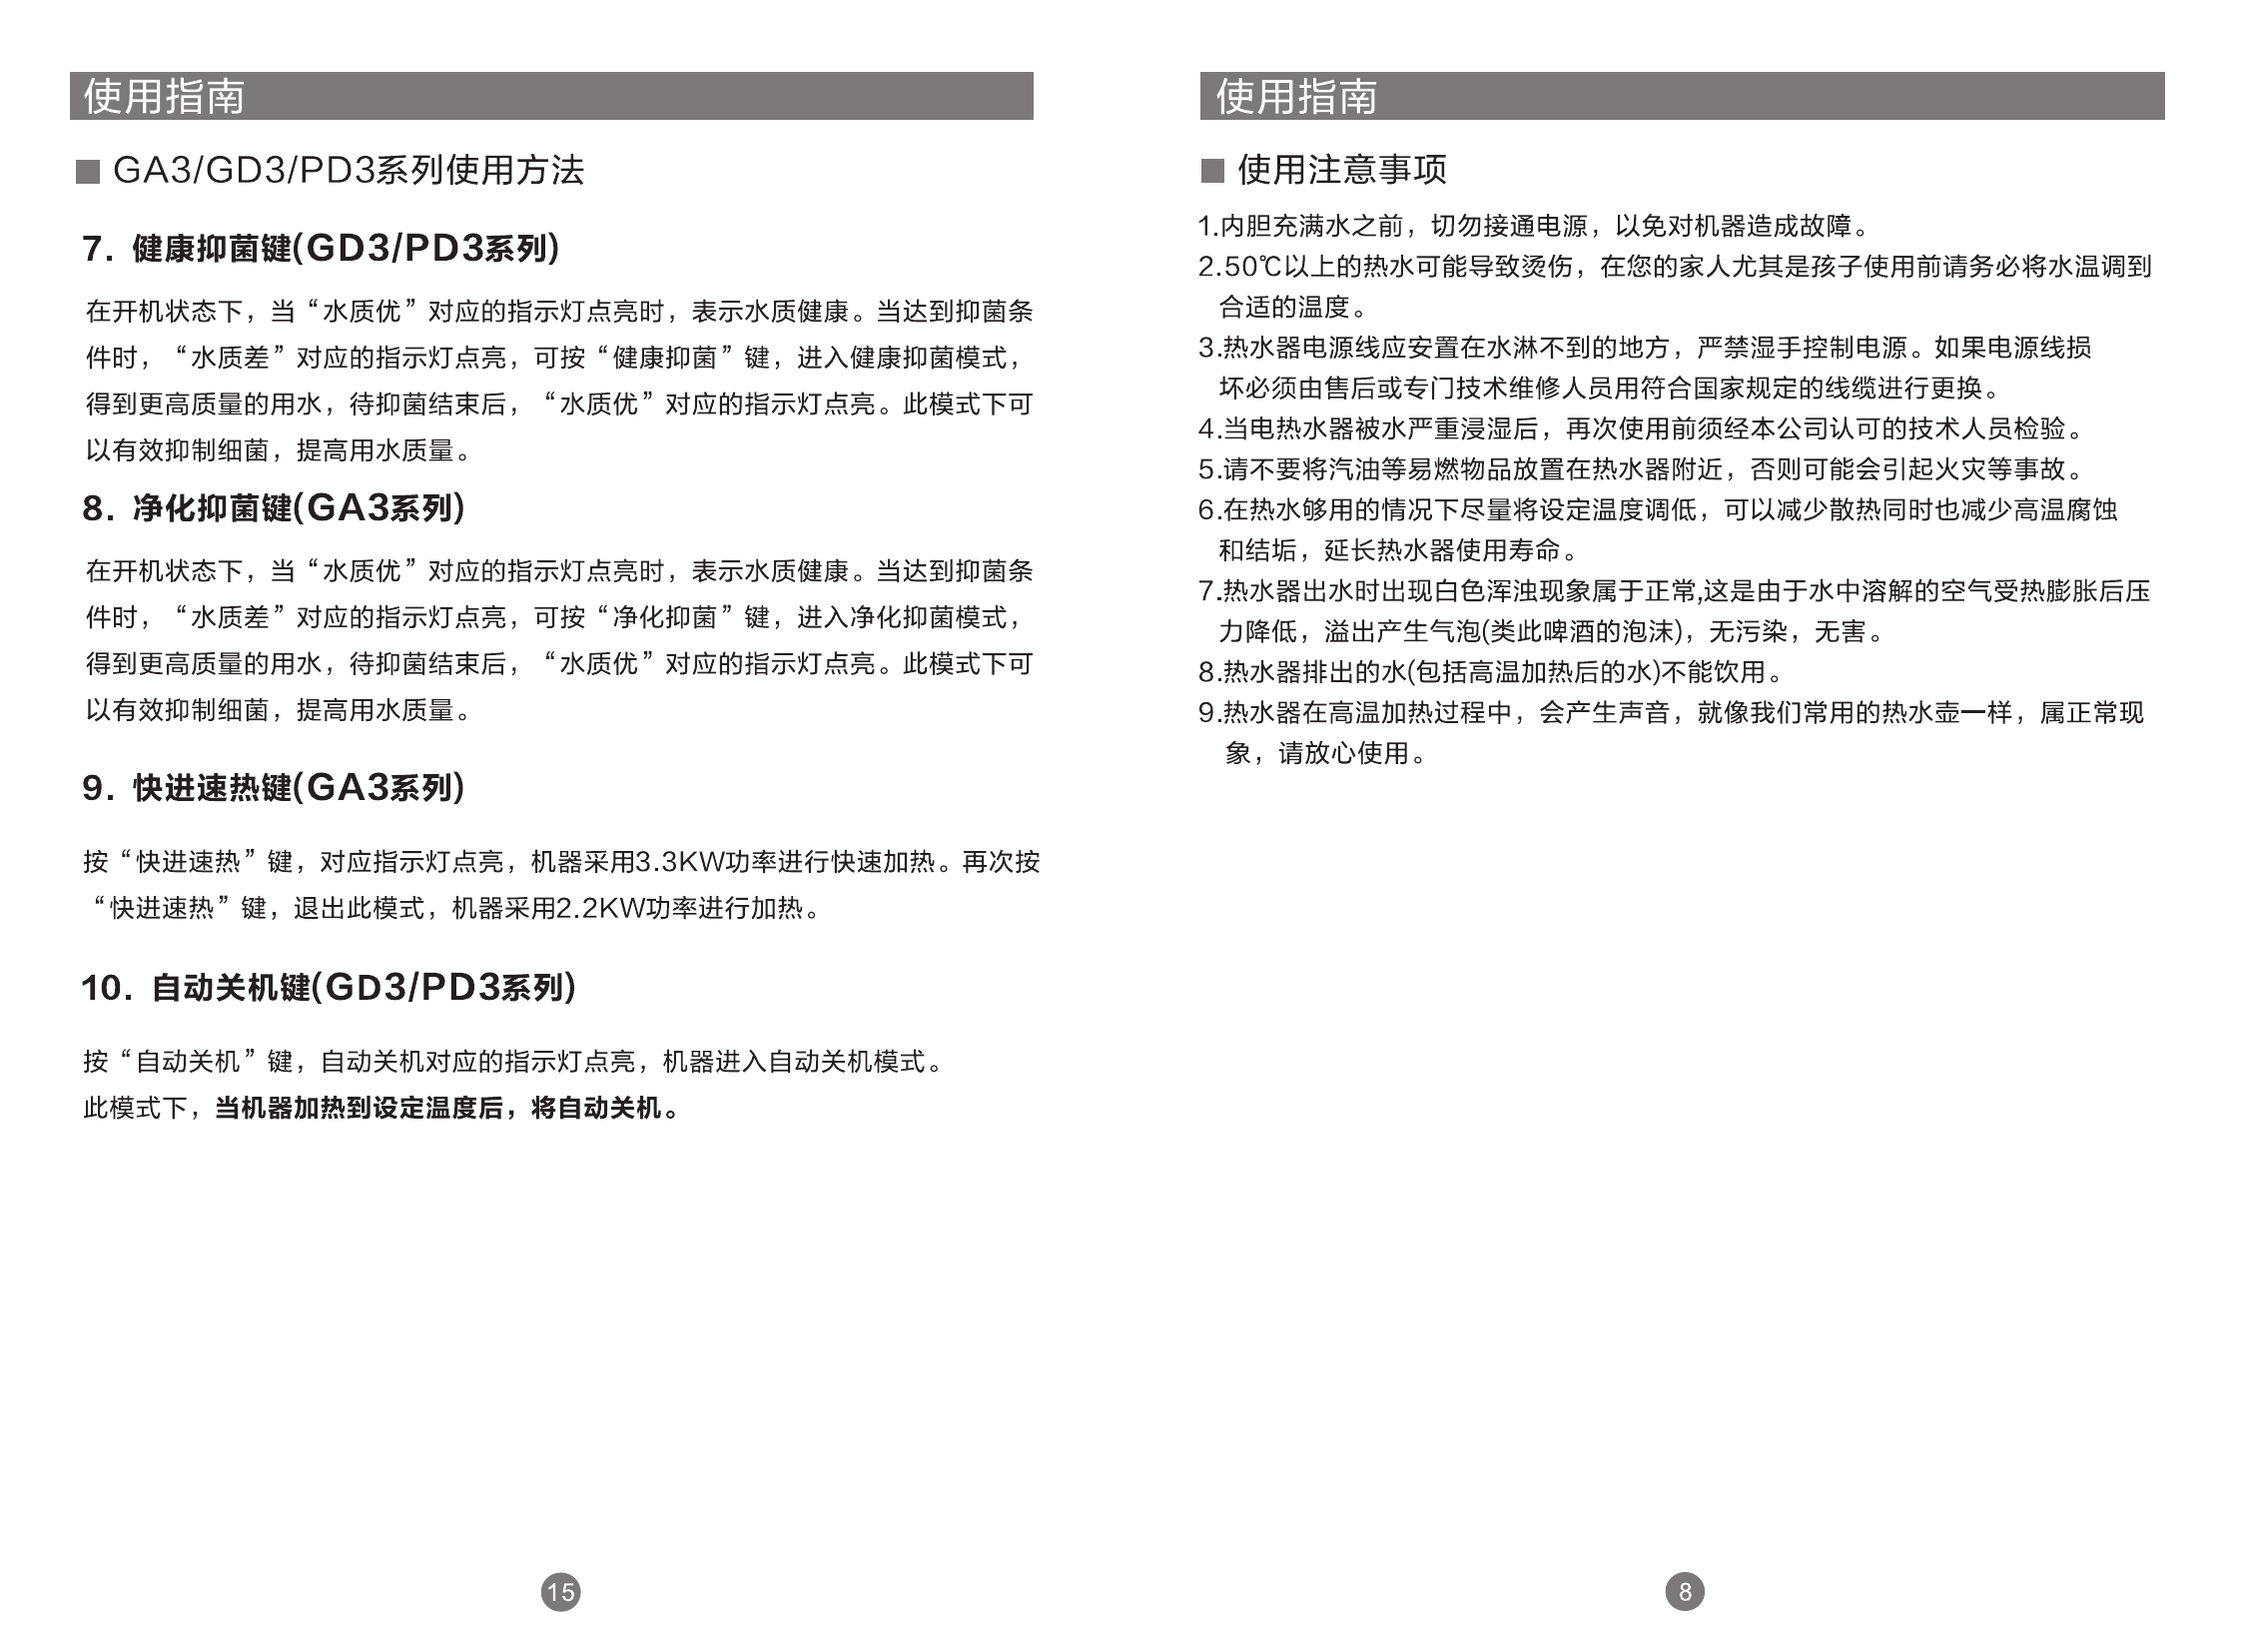 使用指南
GA3/GD3/PD3系列使用方法
7. 健康抑菌键(GD3/PD3系列)
在开机状态下，当“水质优”对应的指示灯点亮时，表示水质健康。当达到抑菌条
件时，“水质差”对应的指示灯点亮，可按“健康抑菌”键，进入健康抑菌模式，
得到更高质量的用水，待抑菌结束后，“水质优”对应的指示灯点亮。此模式下可
以有效抑制细菌，提高用水质量。
8. 净化抑菌键(GA3系列)
在开机状态下，当“水质优”对应的指示灯点亮时，表示水质健康。当达到抑菌条
件时，“水质差”对应的指示灯点亮，可按“净化抑菌”键，进入净化抑菌模式，
得到更高质量的用水，待抑菌结束后，“水质优”对应的指示灯点亮。此模式下可
以有效抑制细菌，提高用水质量。
9. 快进速热键(GA3系列)
按“快进速热”键，对应指示灯点亮，机器采用3.3KW功率进行快速加热。再次按
“快进速热”键，退出此模式，机器采用2.2KW功率进行加热。
10. 自动关机键(GD3/PD3系列)
按“自动关机”键，自动关机对应的指示灯点亮，机器进入自动关机模式。
此模式下，当机器加热到设定温度后，将自动关机。
15
使用指南
使用注意事项
1.内胆充满水之前，切勿接通电源，以免对机器造成故障。
2.50℃以上的热水可能导致烫伤，在您的家人尤其是孩子使用前请务必将水温调到
合适的温度。
3.热水器电源线应安置在水淋不到的地方，严禁湿手控制电源。如果电源线损
坏必须由售后或专门技术维修人员用符合国家规定的线缆进行更换。
4.当电热水器被水严重浸湿后，再次使用前须经本公司认可的技术人员检验。
5.请不要将汽油等易燃物品放置在热水器附近，否则可能会引起火灾等事故。
6.在热水够用的情况下尽量将设定温度调低，可以减少散热同时也减少高温腐蚀
和结垢，延长热水器使用寿命。
7.热水器出水时出现白色浑浊现象属于正常,这是由于水中溶解的空气受热膨胀后压
力降低，溢出产生气泡(类此啤酒的泡沫)，无污染，无害。
8.热水器排出的水(包括高温加热后的水)不能饮用。
9.热水器在高温加热过程中，会产生声音，就像我们常用的热水壶一样，属正常现
象，请放心使用。
8